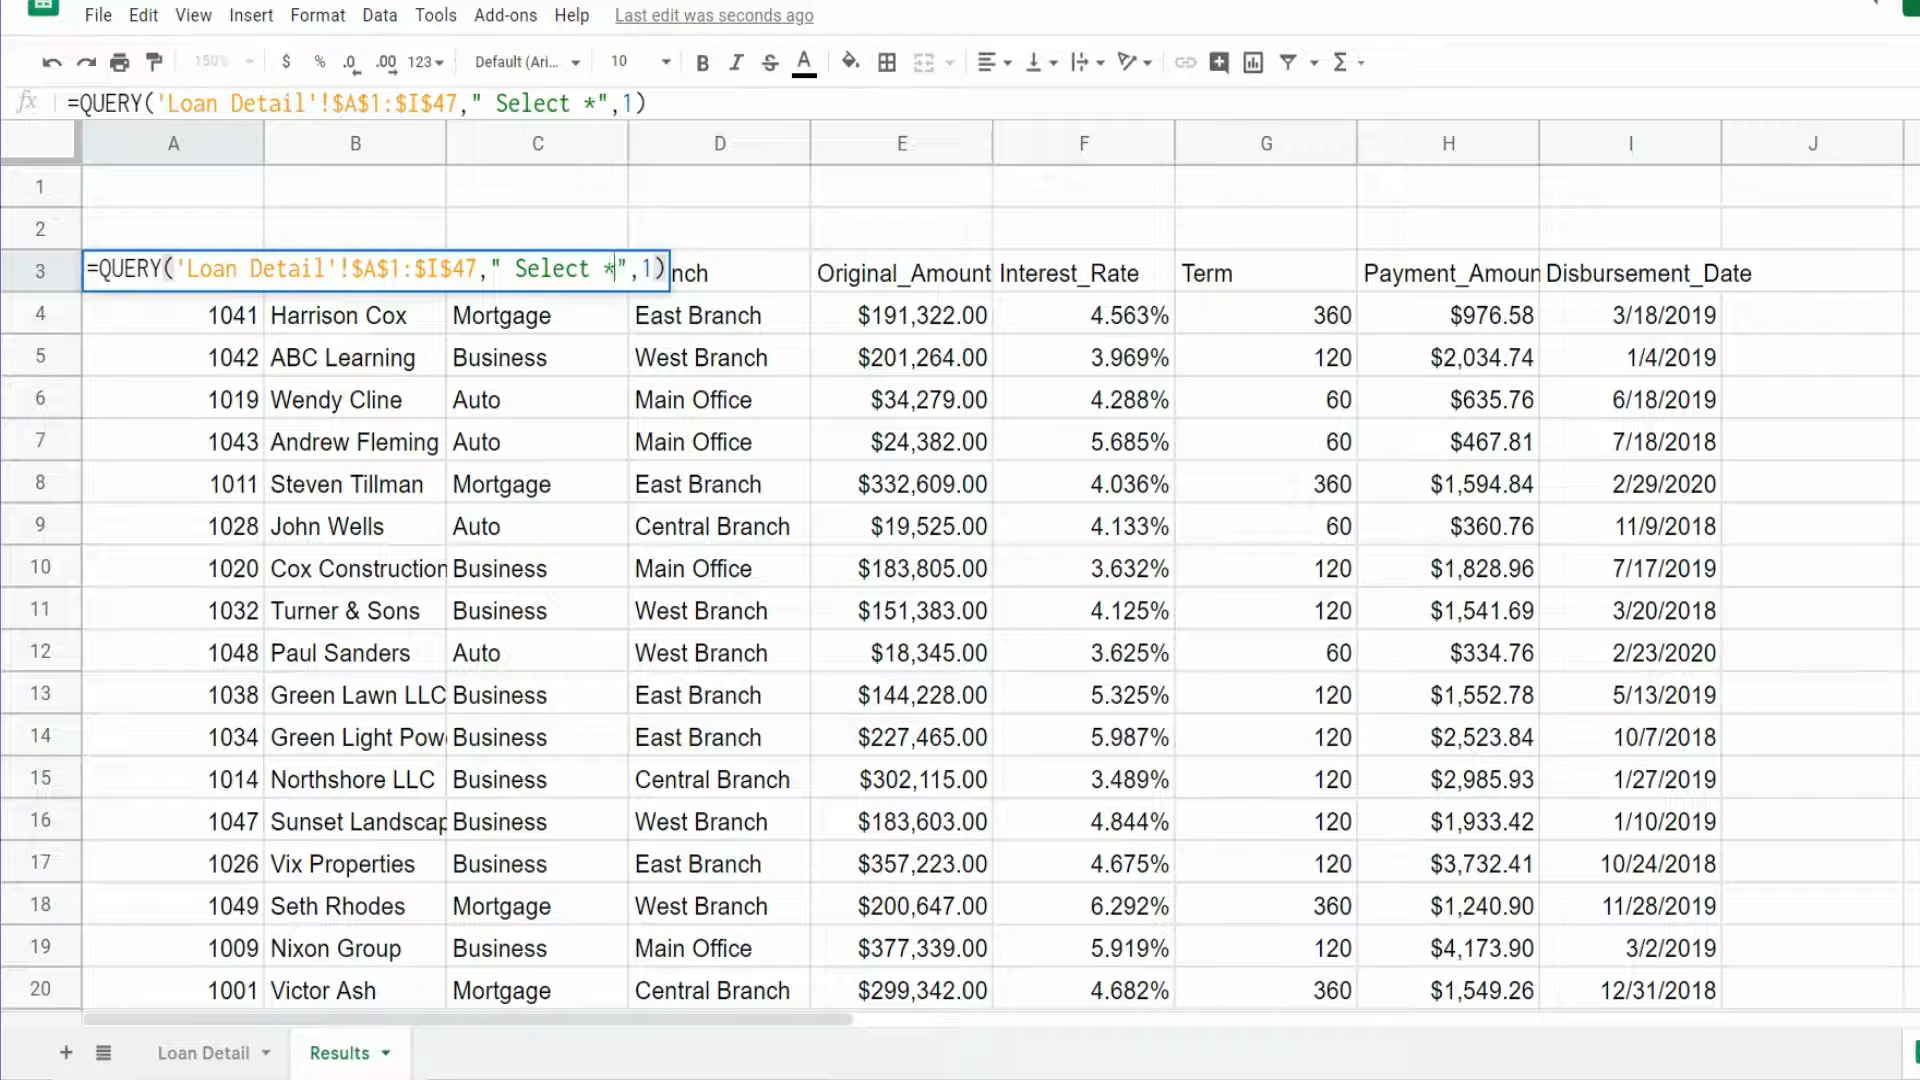 File Edit View Insert Format Data Tools Add-ons Help Last edit was seconds ago
150% $ % .0 .00 123 Default (Ari... 10 B I S A
fx =QUERY('Loan Detail'!$A$1:$I$47," Select *",1)
A B C D E F G H I J
1
2
3 =QUERY('Loan Detail'!$A$1:$I$47," Select *",1) nch Original_Amount Interest_Rate Term Payment_Amoun Disbursement_Date
4 1041 Harrison Cox Mortgage East Branch $191,322.00 4.563% 360 $976.58 3/18/2019
5 1042 ABC Learning Business West Branch $201,264.00 3.969% 120 $2,034.74 1/4/2019
6 1019 Wendy Cline Auto Main Office $34,279.00 4.288% 60 $635.76 6/18/2019
7 1043 Andrew Fleming Auto Main Office $24,382.00 5.685% 60 $467.81 7/18/2018
8 1011 Steven Tillman Mortgage East Branch $332,609.00 4.036% 360 $1,594.84 2/29/2020
9 1028 John Wells Auto Central Branch $19,525.00 4.133% 60 $360.76 11/9/2018
10 1020 Cox Construction Business Main Office $183,805.00 3.632% 120 $1,828.96 7/17/2019
11 1032 Turner & Sons Business West Branch $151,383.00 4.125% 120 $1,541.69 3/20/2018
12 1048 Paul Sanders Auto West Branch $18,345.00 3.625% 60 $334.76 2/23/2020
13 1038 Green Lawn LLC Business East Branch $144,228.00 5.325% 120 $1,552.78 5/13/2019
14 1034 Green Light Pow Business East Branch $227,465.00 5.987% 120 $2,523.84 10/7/2018
15 1014 Northshore LLC Business Central Branch $302,115.00 3.489% 120 $2,985.93 1/27/2019
16 1047 Sunset Landscap Business West Branch $183,603.00 4.844% 120 $1,933.42 1/10/2019
17 1026 Vix Properties Business East Branch $357,223.00 4.675% 120 $3,732.41 10/24/2018
18 1049 Seth Rhodes Mortgage West Branch $200,647.00 6.292% 360 $1,240.90 11/28/2019
19 1009 Nixon Group Business Main Office $377,339.00 5.919% 120 $4,173.90 3/2/2019
20 1001 Victor Ash Mortgage Central Branch $299,342.00 4.682% 360 $1,549.26 12/31/2018
Loan Detail Results